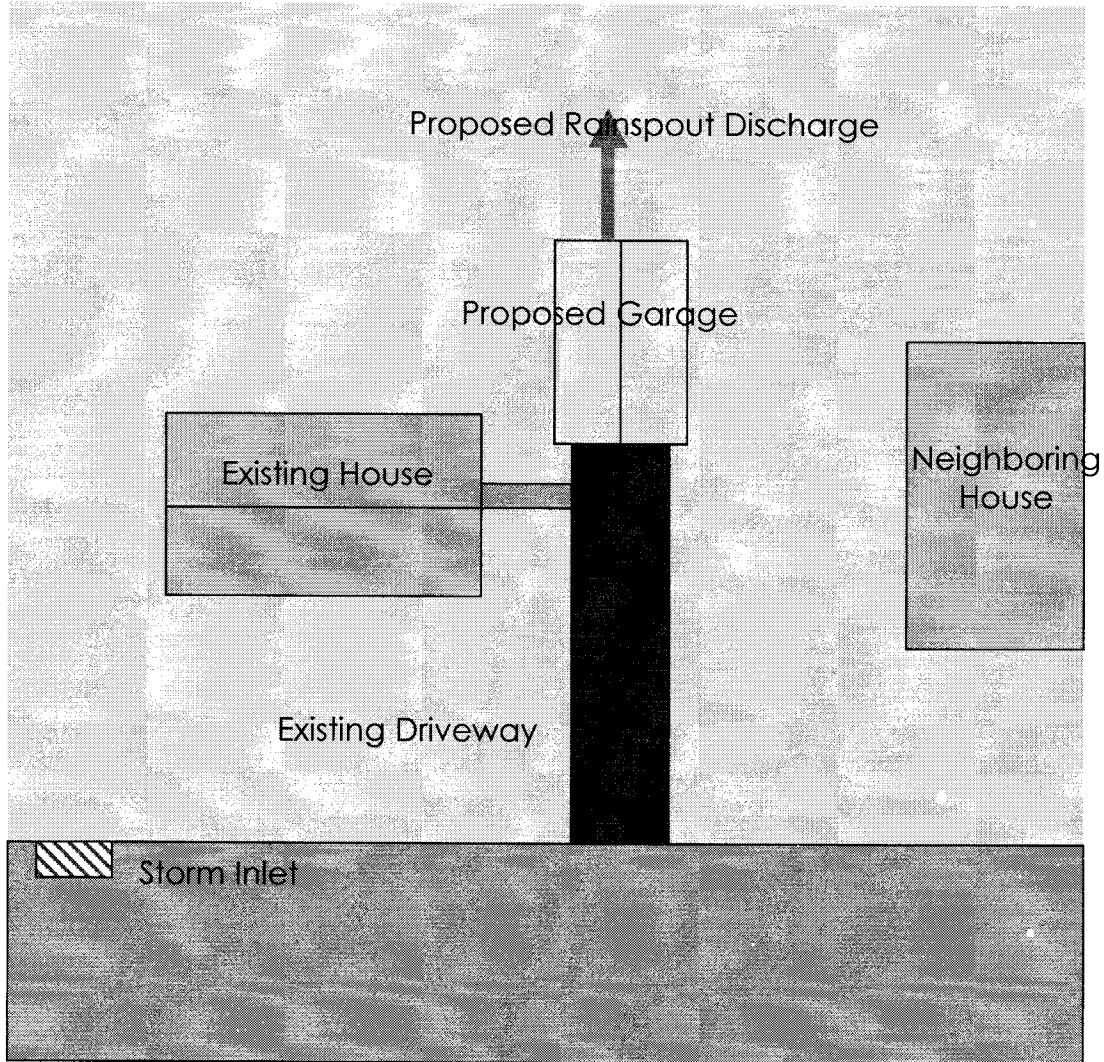 Proposed Rainspout Discharge
Proposed Garage
Existing House
Neighboring
House
Existing Driveway
Storm Inlet